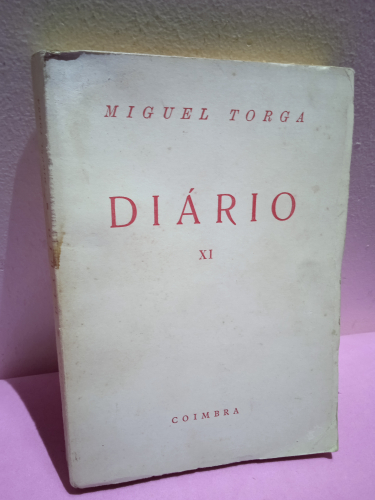 MIGUEL TORGA
DIÁRIO
XI
COIMBRA